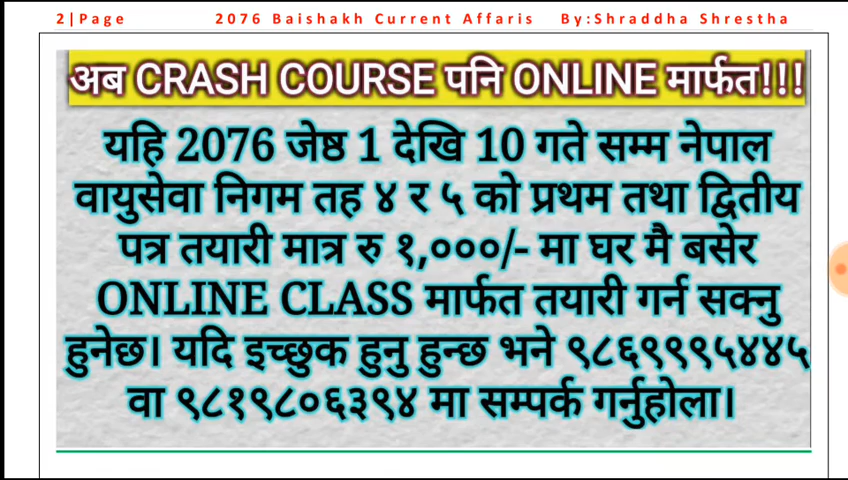 2|Page 2076 Baishakh Current Affaris By:Shraddha Shrestha
अब CRASH COURSE पनि ONLINE मार्फत!!!
यहि 2076 जेष्ठ 1 देखि 10 गते सम्म नेपाल
वायुसेवा निगम तह ४ र ५ को प्रथम तथा द्वितीय
पत्र तयारी मात्र रु १,०००/- मा घर मै बसेर
ONLINE CLASS मार्फत तयारी गर्न सक्नु
हुनेछ। यदि इच्छुक हुनु हुन्छ भने ९८६९९९५४४५
वा ९८१९८०६३९४ मा सम्पर्क गर्नुहोला।